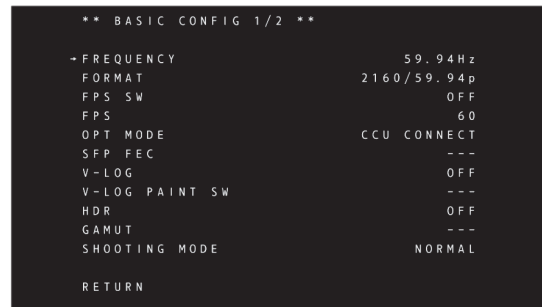 ** BASIC CONFIG 1/2 **
→FREQUENCY 59.94Hz
FORMAT 2160/59.94p
FPS SW OFF
FPS 60
OPT MODE CCU CONNECT
SFP FEC ---
V-LOG OFF
V-LOG PAINT SW ---
HDR OFF
GAMUT ---
SHOOTING MODE NORMAL
RETURN